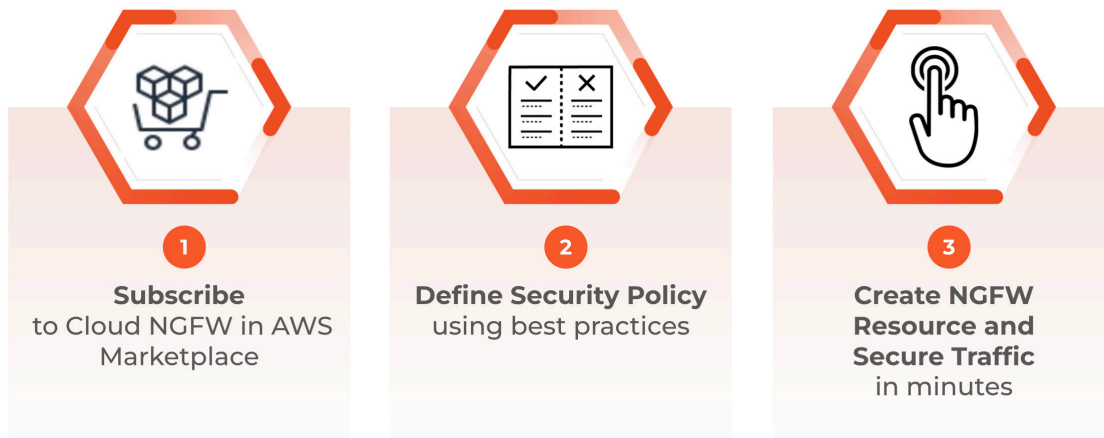 1
Subscribe
to Cloud NGFW in AWS
Marketplace
2
Define Security Policy
using best practices
3
Create NGFW
Resource and
Secure Traffic
in minutes